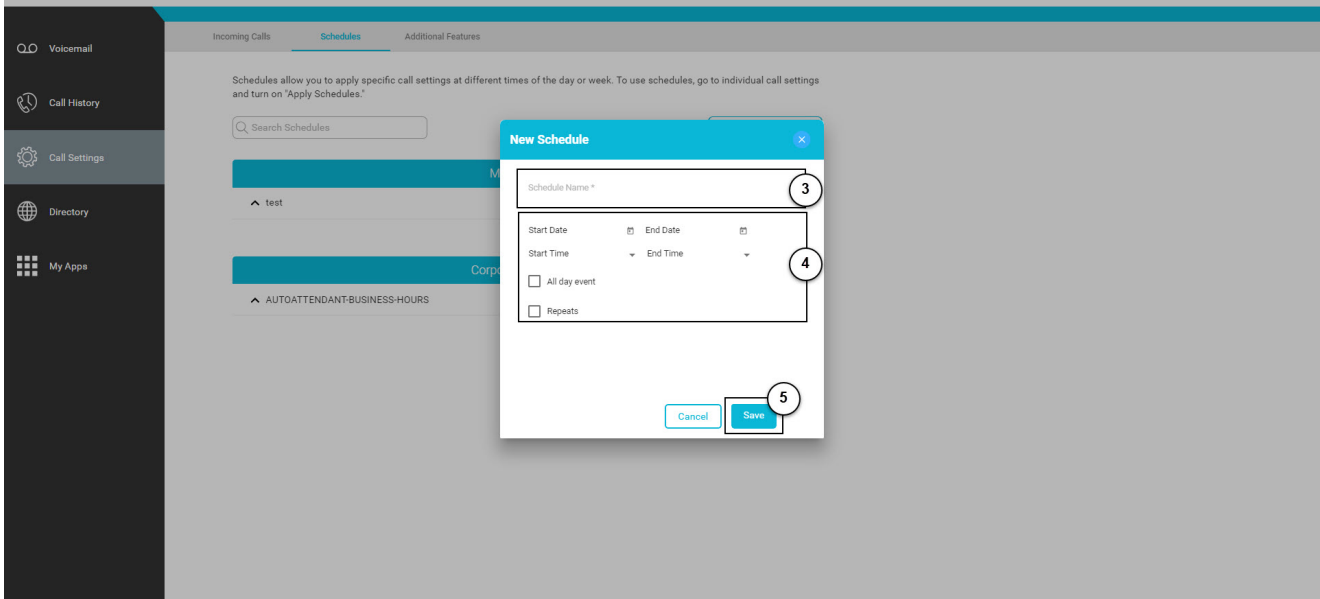 Incoming Calls Schedules Additional Features
Voicemail
Call History
Call Settings
Directory
My Apps
Schedules allow you to apply specific call settings at different times of the day or week. To use schedules, go to individual call settings
and turn on "Apply Schedules."
Search Schedules
test
AUTOATTENDANT-BUSINESS-HOURS
New Schedule
Schedule Name *
3
Start Date End Date
Start Time End Time
4
All day event
Repeats
5
Cancel Save